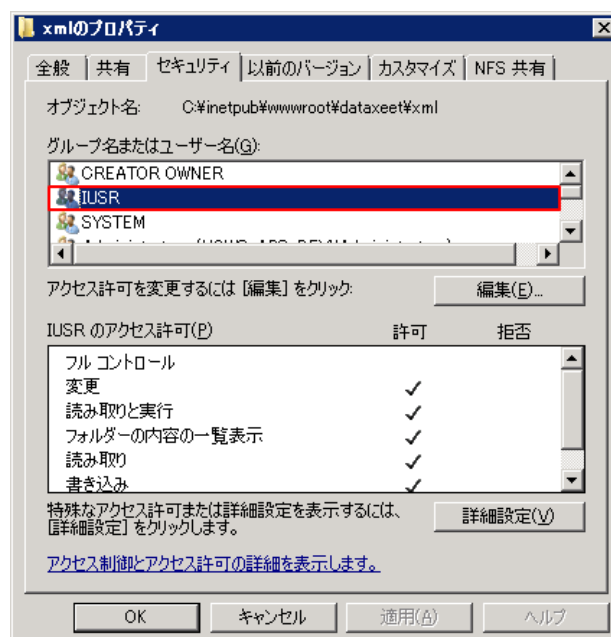 xmlのプロパティ
全般 共有 セキュリティ 以前のバージョン カスタマイズ NFS 共有
オブジェクト名: C:¥inetpub¥wwwroot¥dataxeet¥xml
グループ名またはユーザー名(G):
CREATOR OWNER
IUSR
SYSTEM
アクセス許可を変更するには [編集] をクリック: 編集(E)...
IUSR のアクセス許可(P) 許可 拒否
フル コントロール
変更
読み取りと実行
フォルダーの内容の一覧表示
読み取り
書き込み
特殊なアクセス許可または詳細設定を表示するには、 詳細設定(V)
[詳細設定] をクリックします。
アクセス制御とアクセス許可の詳細を表示します。
OK キャンセル 適用(A) ヘルプ